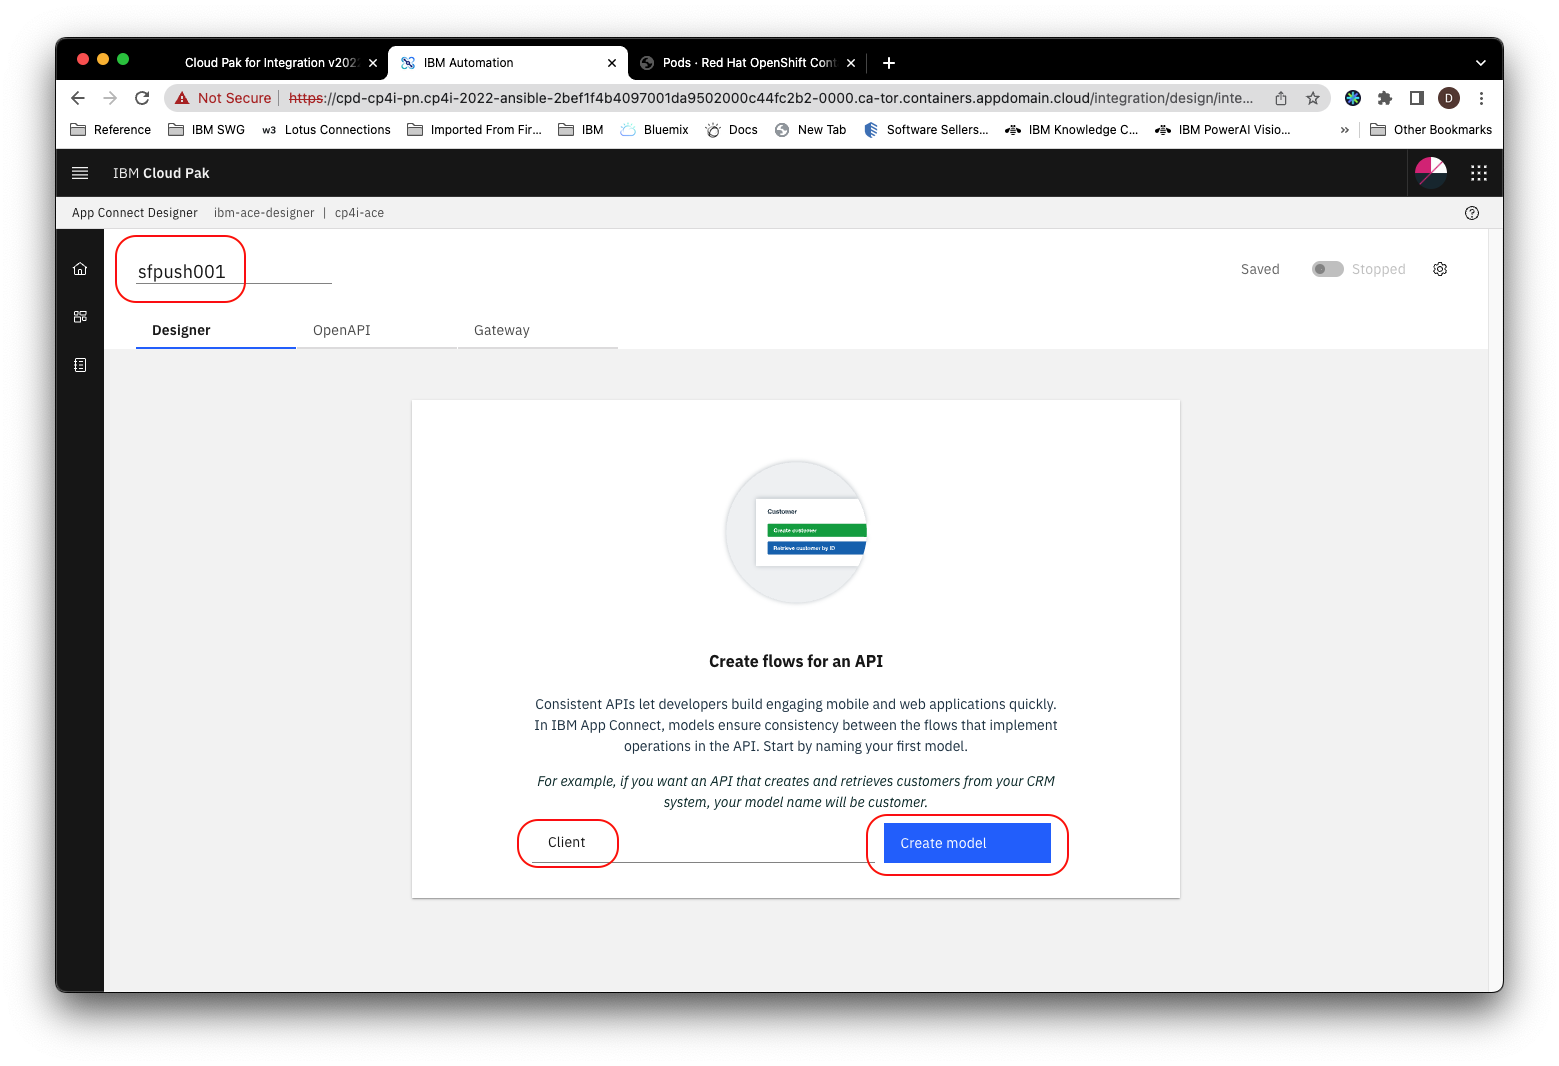 Cloud Pak for Integration v202
IBM Automation
Pods · Red Hat OpenShift Cont
Not Secure
https://cpd-cp4i-pn.cp4i-2022-ansible-2bef1f4b4097001da9502000c44fc2b2-0000.ca-tor.containers.appdomain.cloud/integration/design/inte...
D
Reference
IBM SWG
w3 Lotus Connections
Imported From Fir...
IBM
Bluemix
Docs
New Tab
Software Sellers...
IBM Knowledge C...
IBM PowerAI Visio...
»
Other Bookmarks
IBM Cloud Pak
App Connect Designer
ibm-ace-designer | cp4i-ace
sfpush001
Saved
Stopped
Designer
OpenAPI
Gateway
Customer
Create customer
Retrieve customer by ID
Create flows for an API
Consistent APIs let developers build engaging mobile and web applications quickly.
In IBM App Connect, models ensure consistency between the flows that implement
operations in the API. Start by naming your first model.
For example, if you want an API that creates and retrieves customers from your CRM
system, your model name will be customer.
Client
Create model